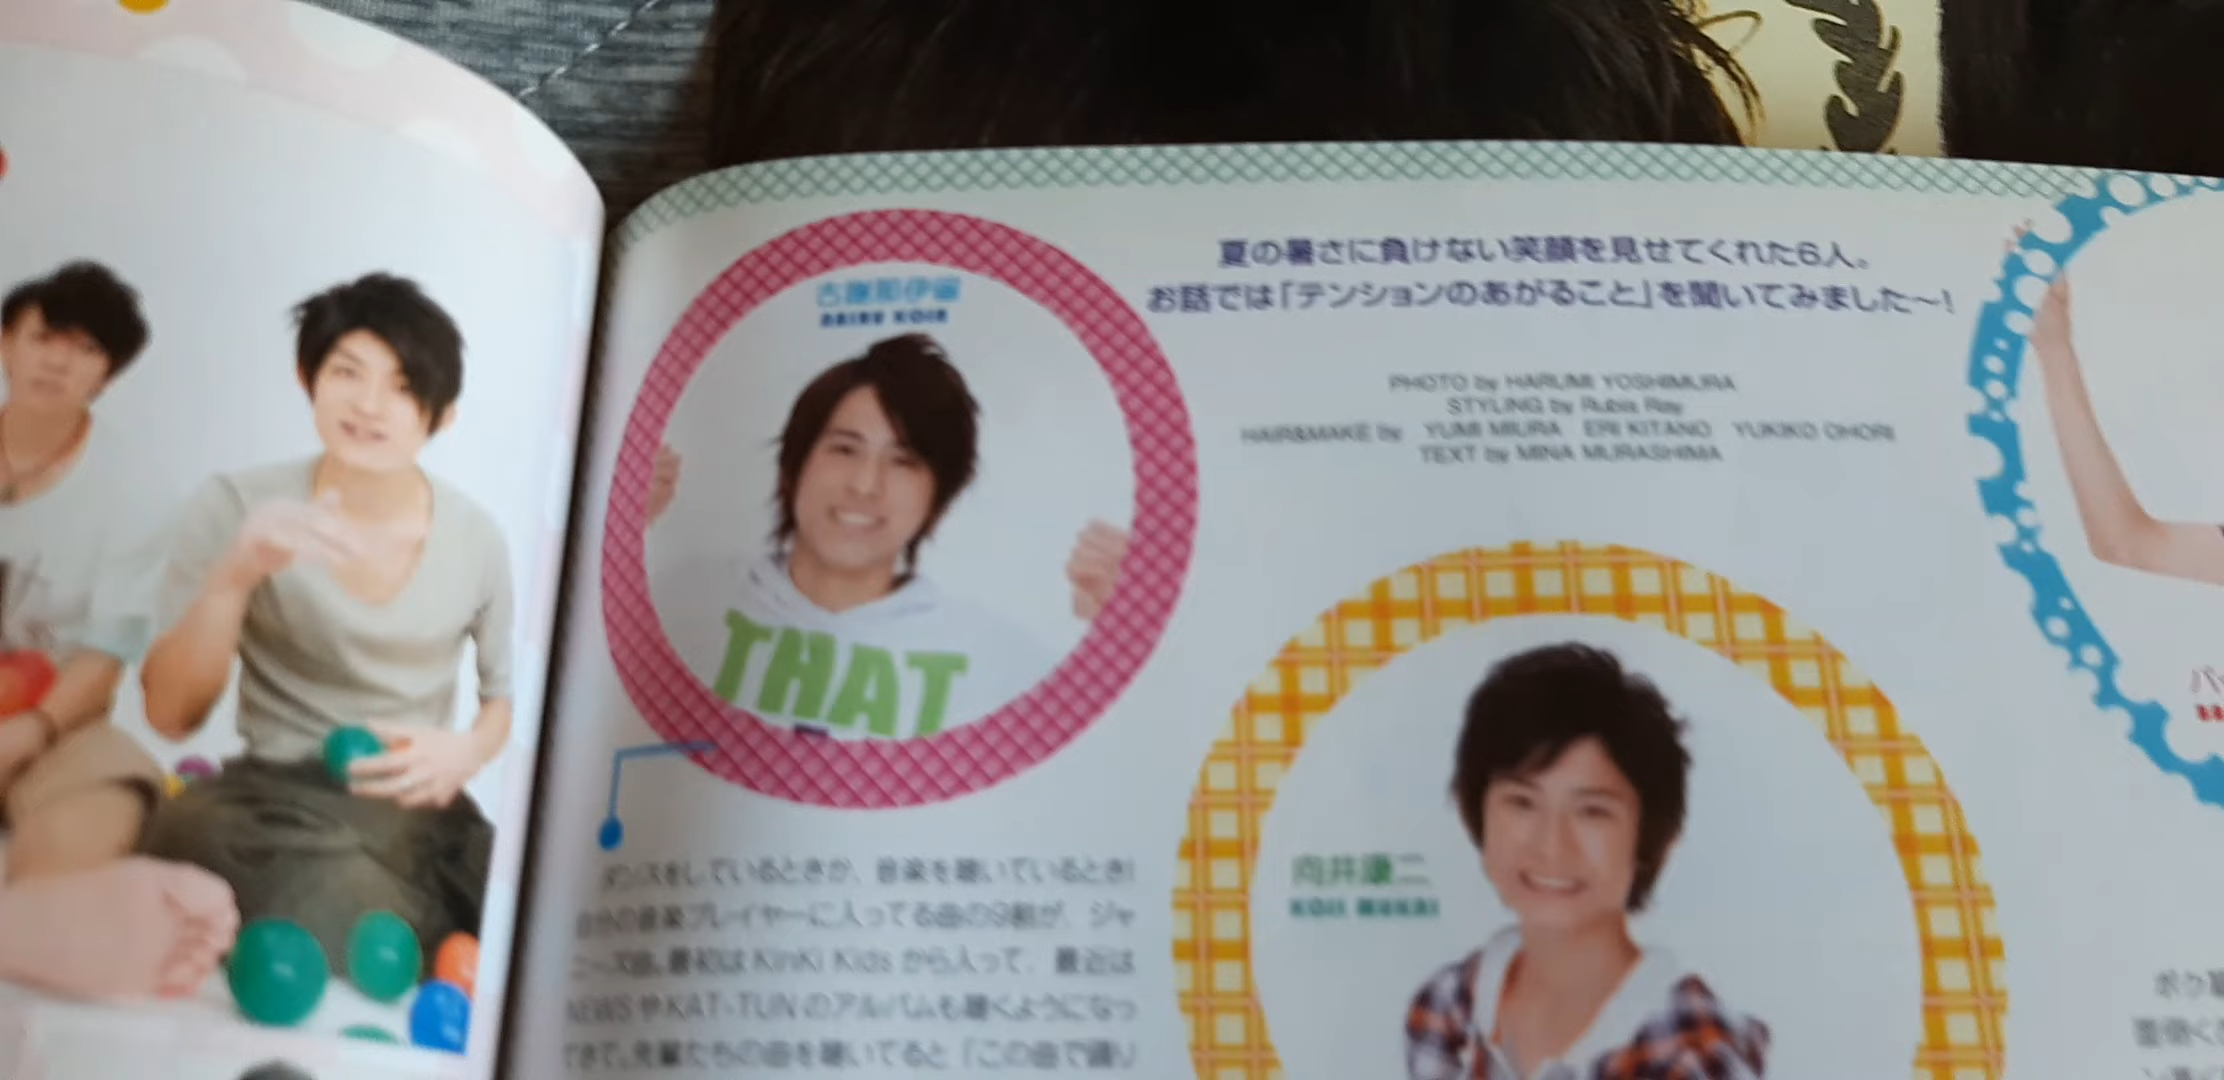 夏の暑さに負けない笑顔を見せてくれた6人。
お話では「テンションのあがること」を聞いてみました〜!
PHOTO by HARUMI YOSHIMURA
STYLING by Rubia Ray
HAIR&MAKE by YUMI MIURA ERI KITANO YUKIKO OHORI
TEXT by MINA MURASHIMA
THAT
向井康二
KOJI MUKAI
ダンスをしているときか、音楽を聴いているとき!
自分の音楽プレイヤーに入ってる曲の9割が、ジャ
ニーズ曲。最初はKinKi Kidsから入って、最近は
NEWSやKAT-TUNのアルバムも聴くようになっ
てきて。先輩たちの曲を聴いてると「この曲で踊り